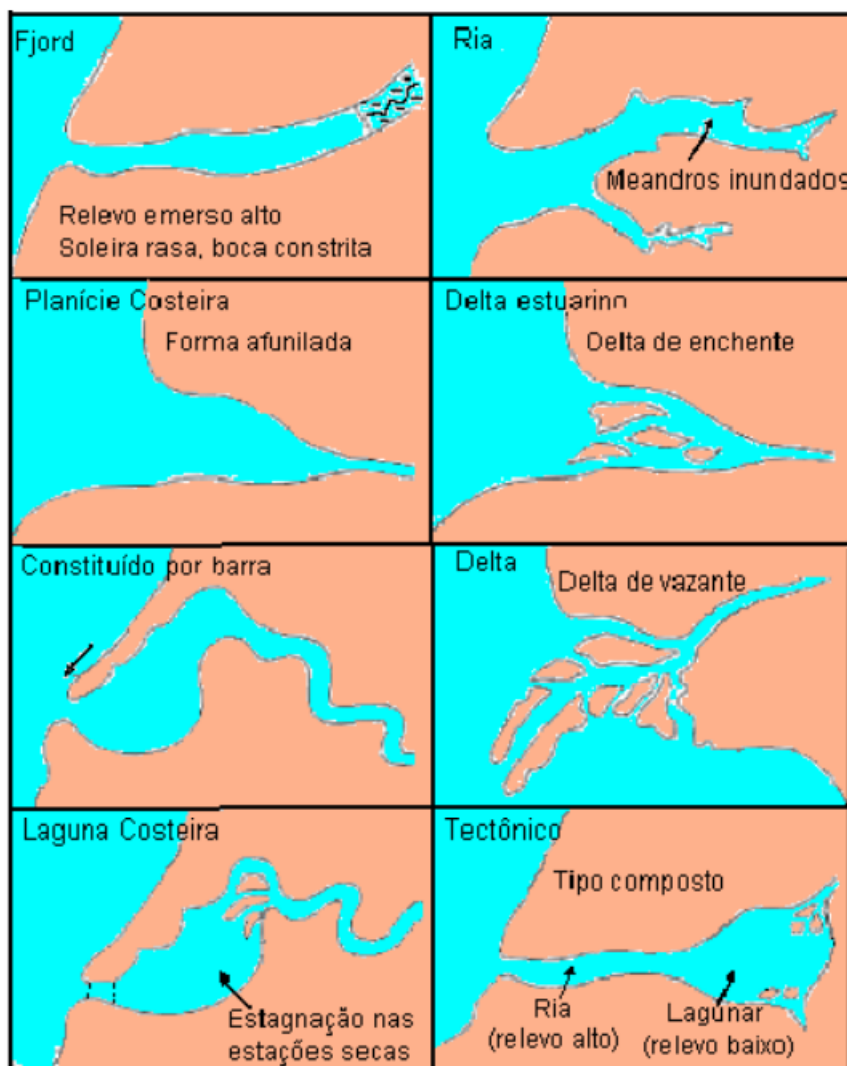 Fjord
Relevo emerso alto
Soleira rasa, boca constrita
Ria
Meandros inundados
Planície Costeira
Forma afunilada
Delta estuarino
Delta de enchente
Constituído por barra
Delta
Delta de vazante
Laguna Costeira
Estagnação nas
estações secas
Tectônico
Tipo composto
Ria
(relevo alto)
Lagunar
(relevo baixo)